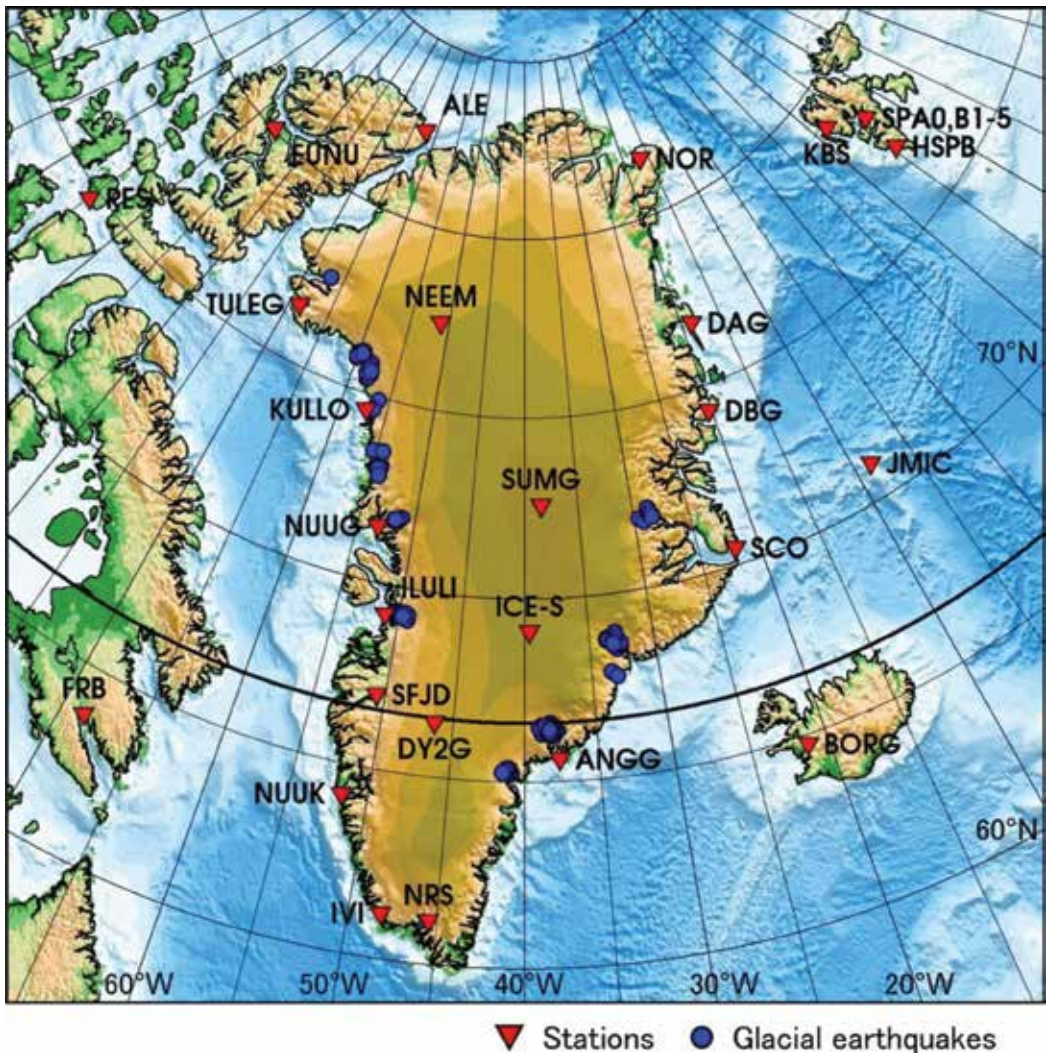 ALE
SPA0,B1-5
EUNU
KBS
HSPB
NOR
RES
TULEG
NEEM
DAG
70°N
KULLO
DBG
JMIC
SUMG
NUUG
SCO
ILULI
ICE-S
FRB
SFJD
DY2G
ANGG
BORG
NUUK
60°N
NRS
IVI
60°W
50°W
40°W
30°W
20°W
Stations
Glacial earthquakes